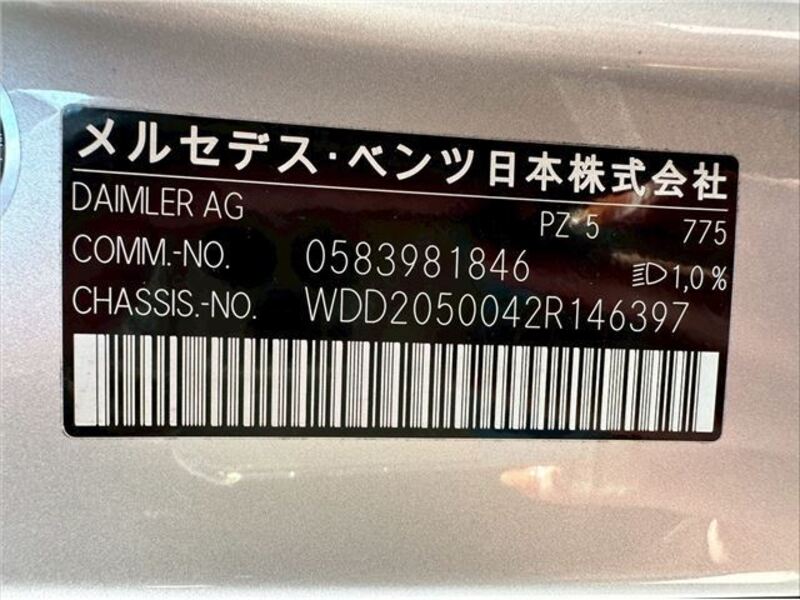 メルセデス・ベンツ日本株式会社
DAIMLER AG PZ 5 775
COMM.-NO. 0583981846 1,0 %
CHASSIS.-NO. WDD2050042R146397